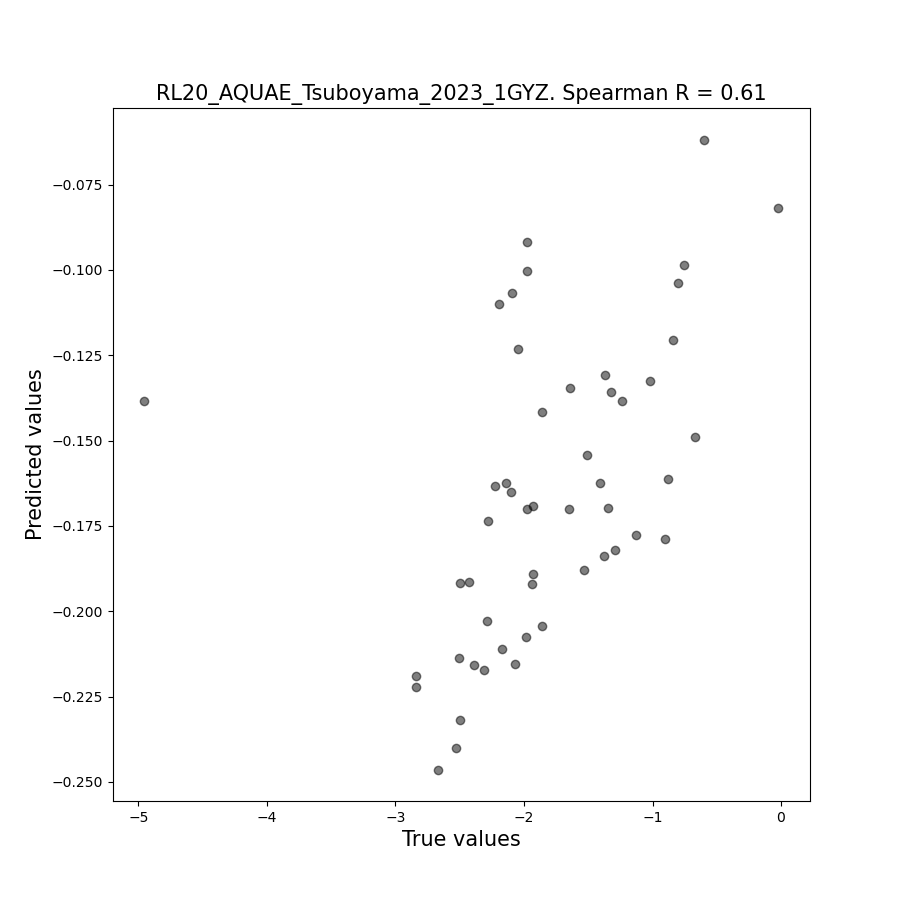 RL20_AQUAE_Tsuboyama_2023_1GYZ. Spearman R = 0.61
Predicted values
−0.075
−0.100
−0.125
−0.150
−0.175
−0.200
−0.225
−0.250
−5 −4 −3 −2 −1 0
True values